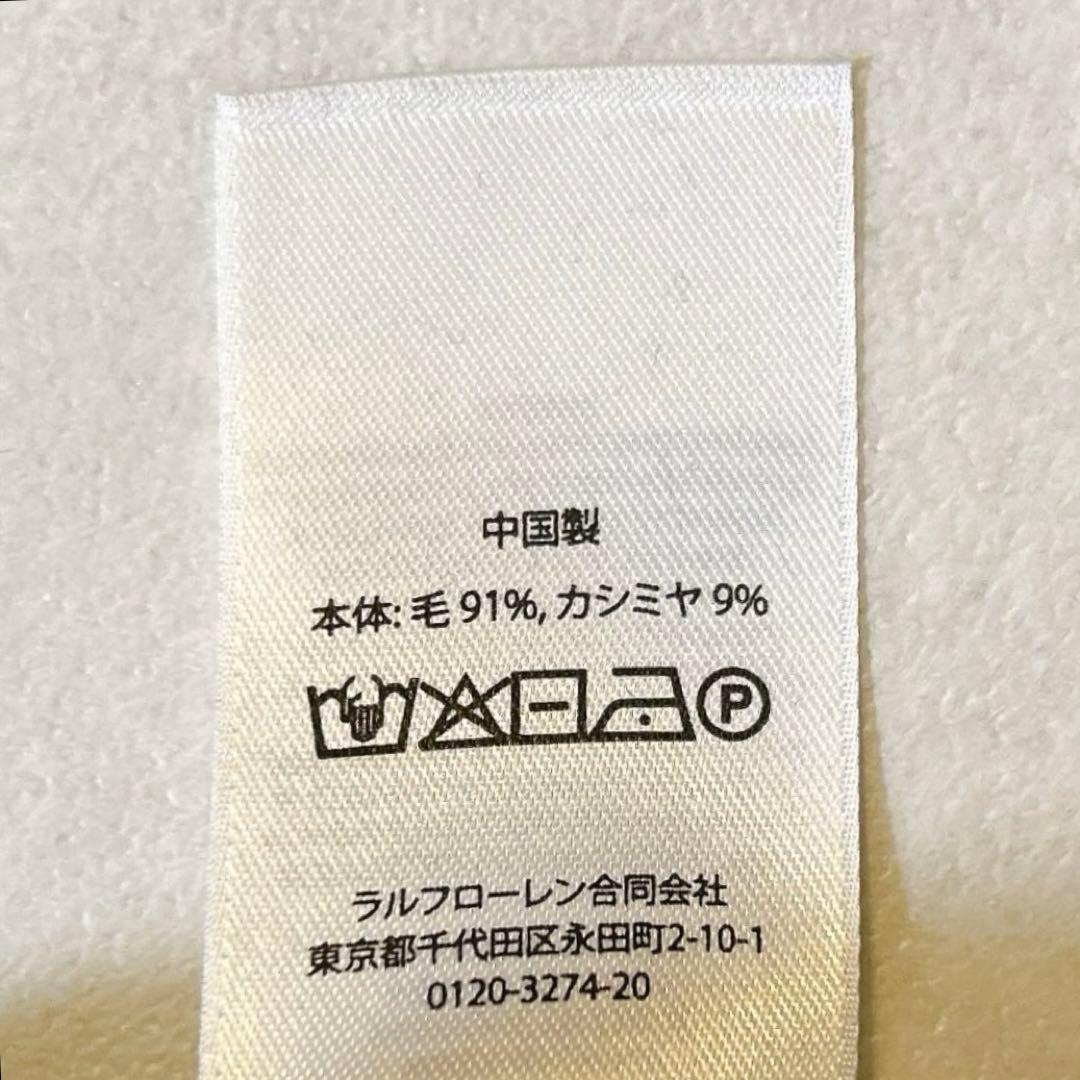 中国製
本体: 毛 91%, カシミヤ 9%
P
ラルフローレン合同会社
東京都千代田区永田町2-10-1
0120-3274-20